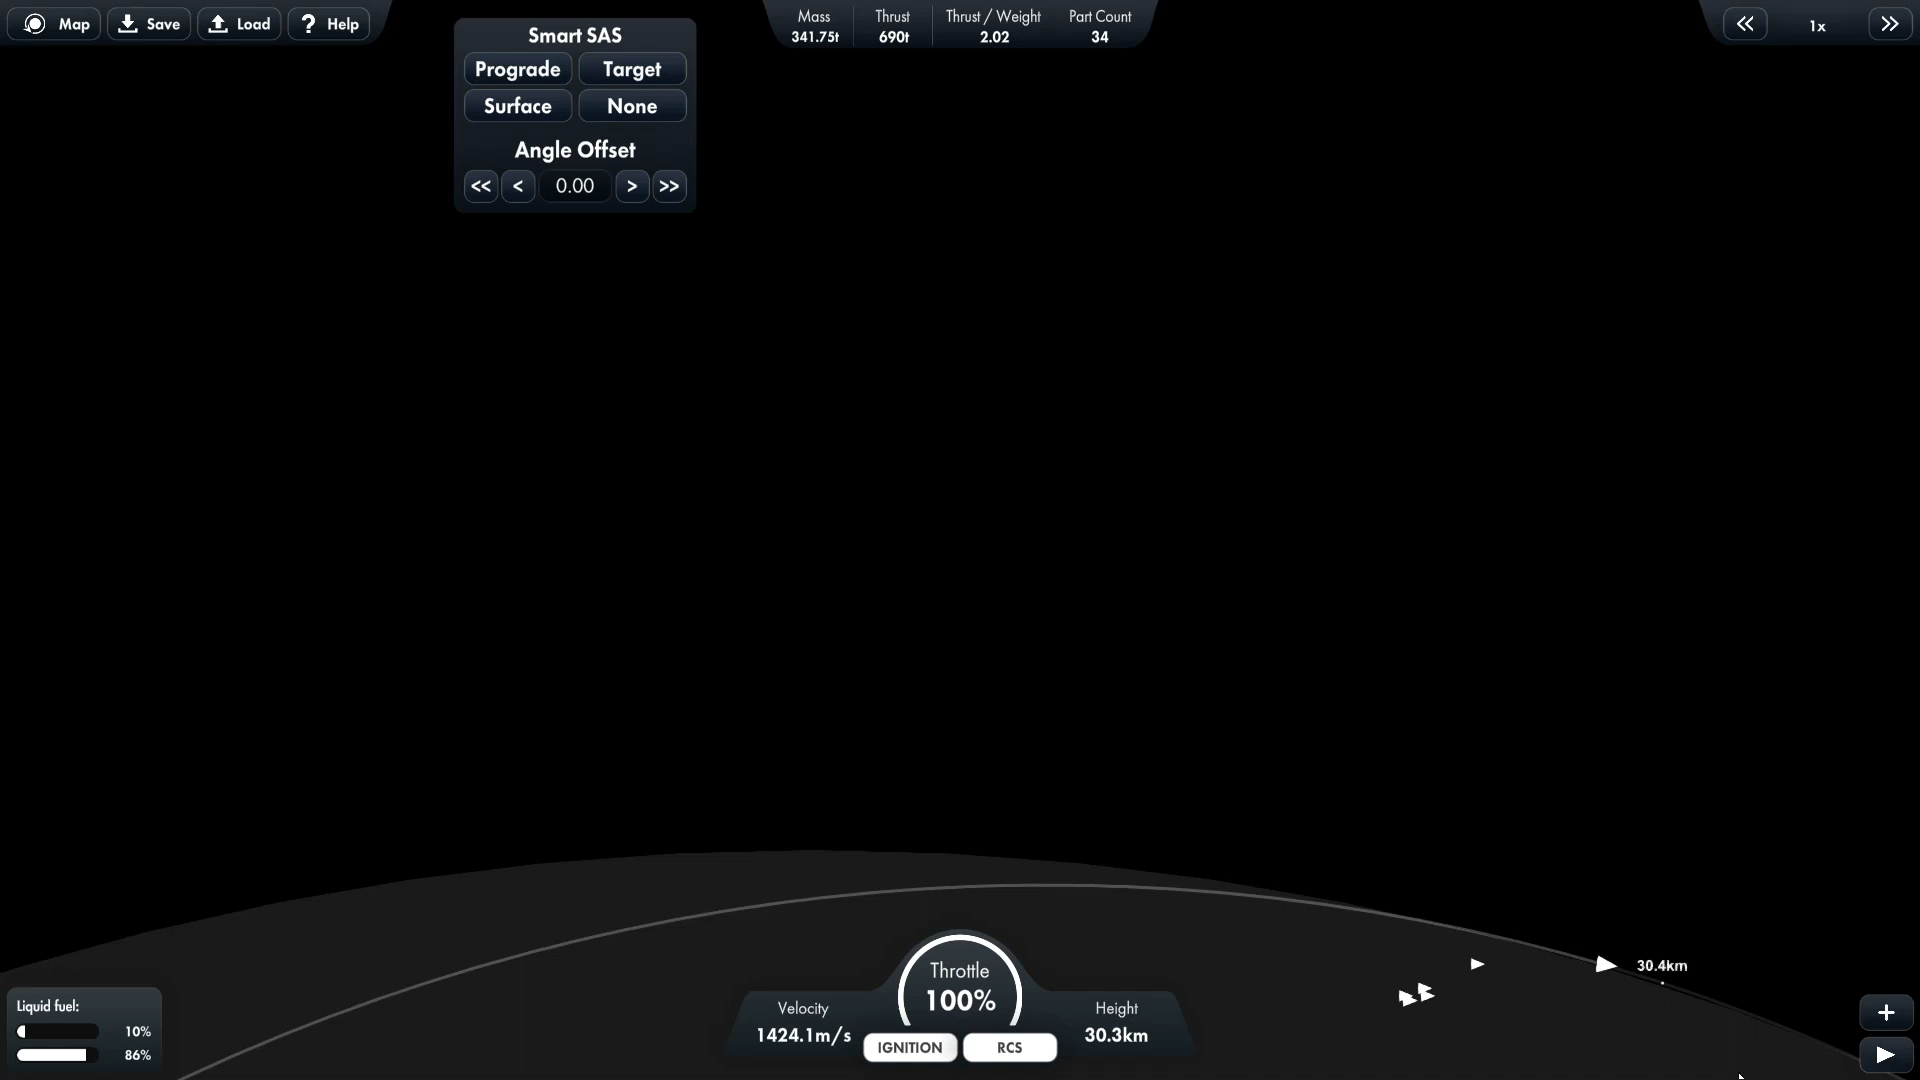 Map
Save
Load
? Help
Smart SAS
Prograde
Target
Surface
None
Angle Offset
<<
<
0.00
>
>>
Mass
341.75t
Thrust
690t
Thrust / Weight
2.02
Part Count
34
1x
30.4km
Liquid fuel:
10%
86%
Throttle
100%
Velocity
1424.1m/s
IGNITION
RCS
Height
30.3km
+